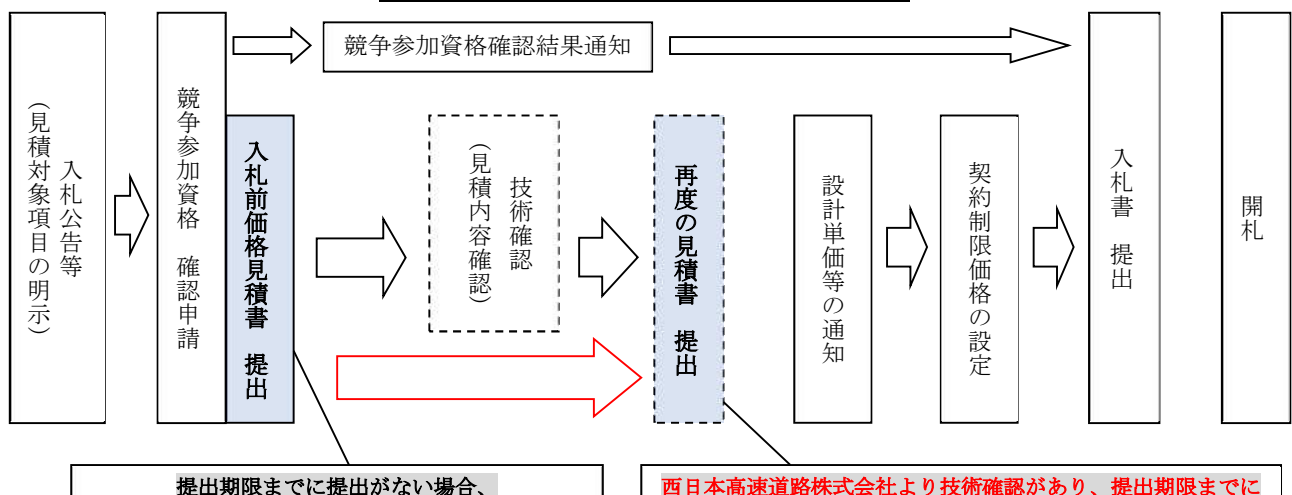 入札公告等
（見積対象項目の明示）
競争参加資格　確認申請
入札前価格見積書　提出
競争参加資格確認結果通知
技術確認
（見積内容確認）
再度の見積書　提出
設計単価等の通知
契約制限価格の設定
入札書　提出
開札
提出期限までに提出がない場合、
西日本高速道路株式会社より技術確認があり、提出期限までに